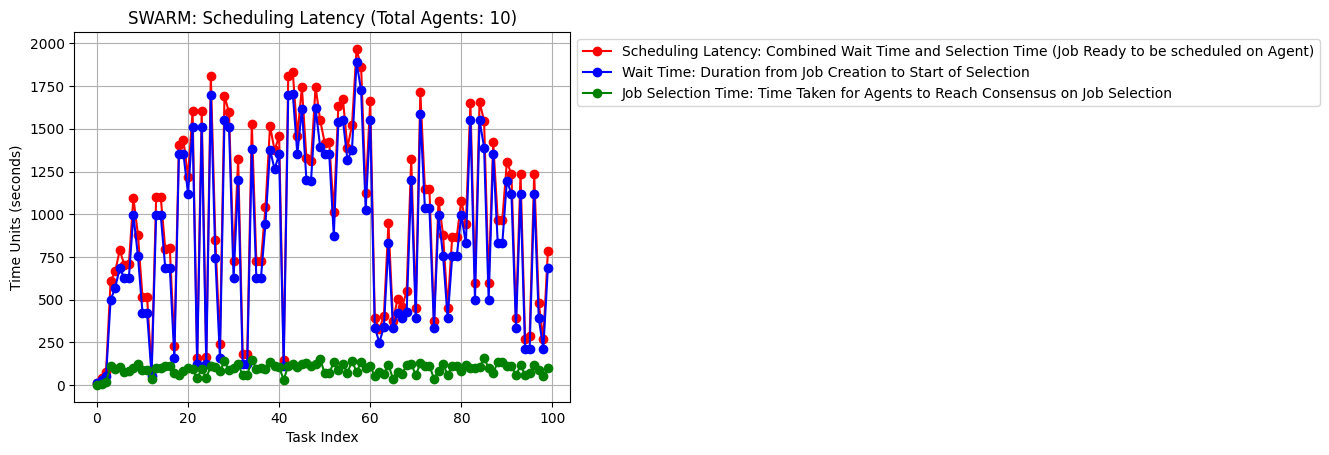 SWARM: Scheduling Latency (Total Agents: 10)
Scheduling Latency: Combined Wait Time and Selection Time (Job Ready to be scheduled on Agent)
Wait Time: Duration from Job Creation to Start of Selection
Job Selection Time: Time Taken for Agents to Reach Consensus on Job Selection
Time Units (seconds)
2000
1750
1500
1250
1000
750
500
250
0
0 20 40 60 80 100
Task Index